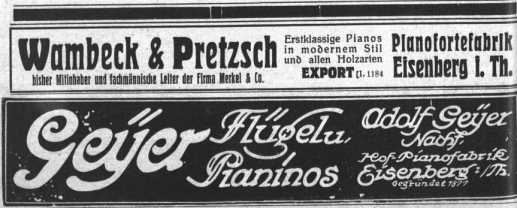 Wambeck & Pretzsch
bisher Mitinhaber und fachmännische Leiter der Firma Merkel & Co.
Erstklassige Pianos
in modernem Stil
und allen Holzarten
EXPORT [I. 1184
Pianofortefabrik
Eisenberg i. Th.
Geÿer
Flügel u.
Pianinos
Adolf Geÿer
Nachf.
Hof-Pianofabrik
Eisenberg i/Th.
Gegründet 1877